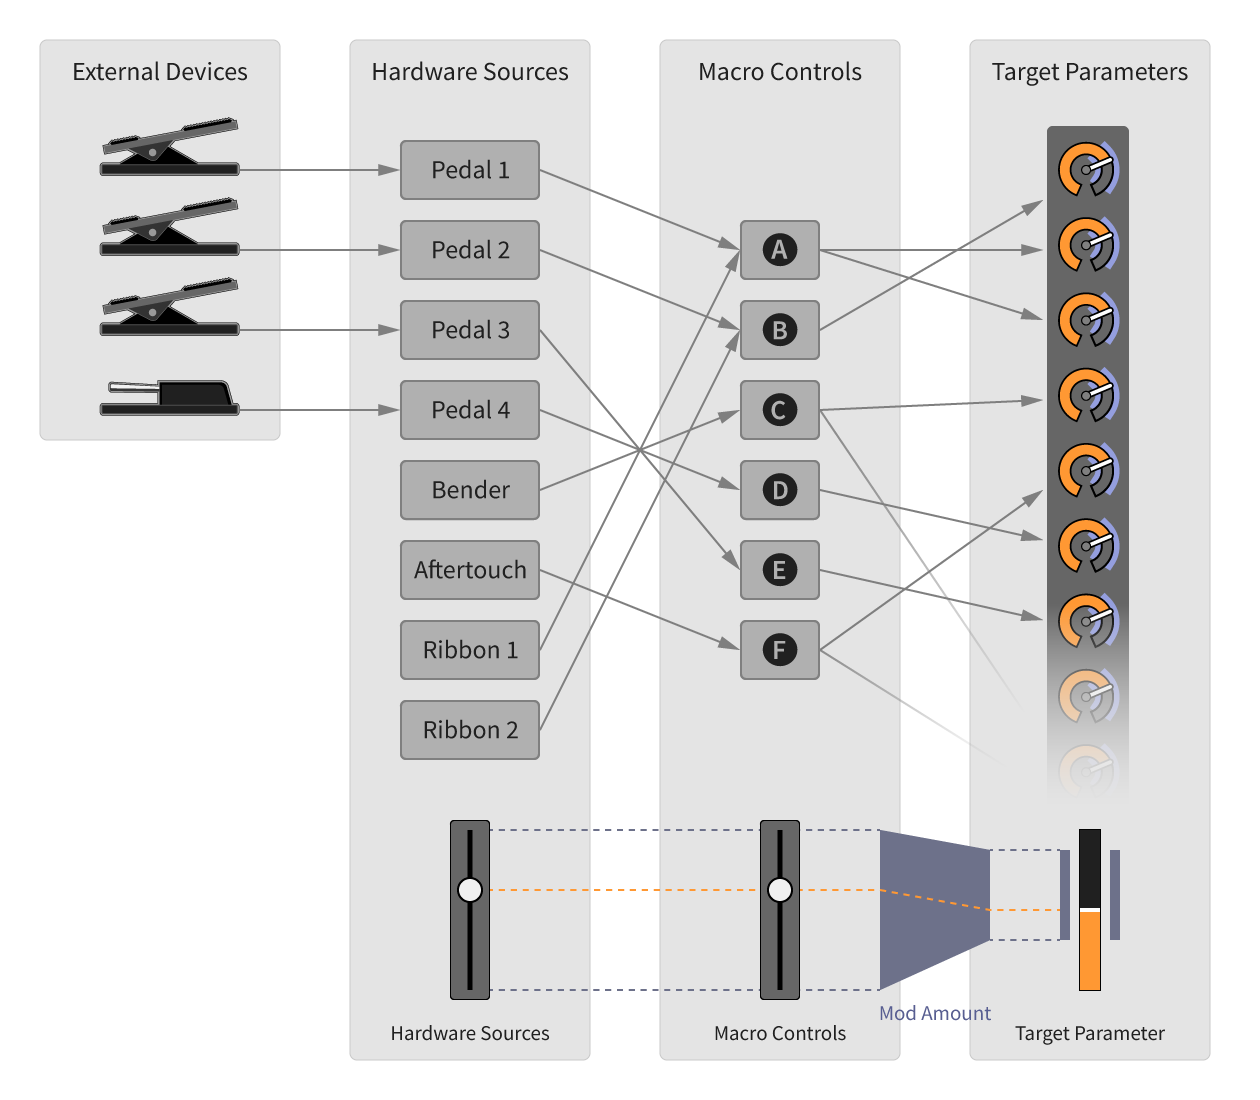 External Devices
Hardware Sources
Macro Controls
Target Parameters
Pedal 1
Pedal 2
Pedal 3
Pedal 4
Bender
Aftertouch
Ribbon 1
Ribbon 2
A
B
C
D
E
F
Mod Amount
Hardware Sources
Macro Controls
Target Parameter